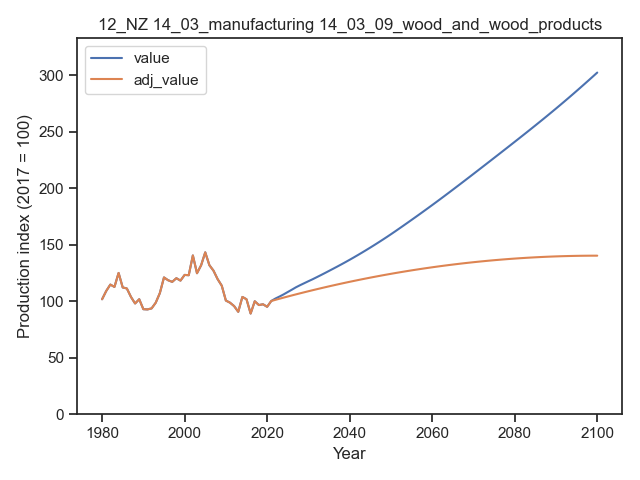 12_NZ 14_03_manufacturing 14_03_09_wood_and_wood_products
value
adj_value
Production index (2017 = 100)
300
250
200
150
100
50
0
1980 2000 2020 2040 2060 2080 2100
Year